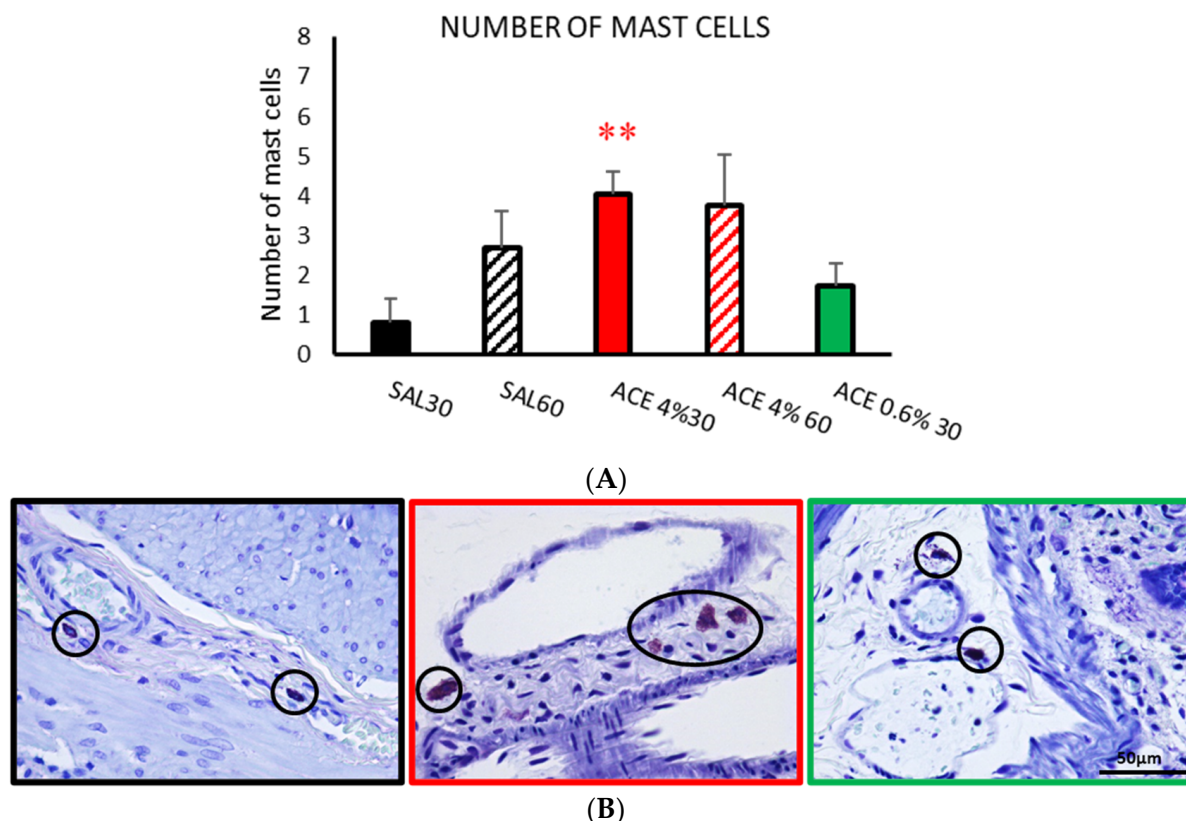 NUMBER OF MAST CELLS
Number of mast cells
8
7
6
5
4
3
2
1
0
**
SAL30
SAL60
ACE 4%30
ACE 4% 60
ACE 0.6% 30
(A)
50µm
(B)